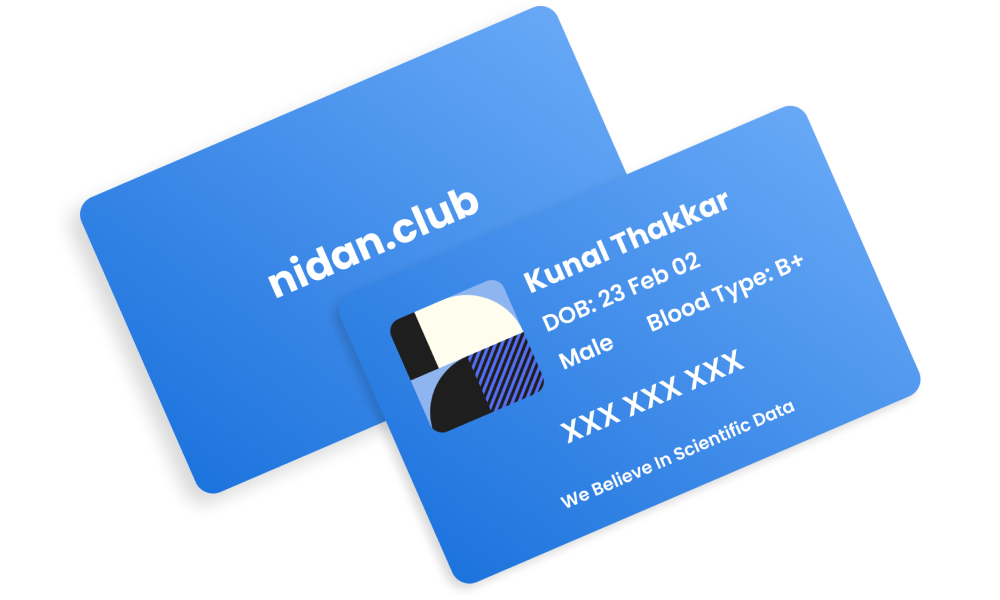 nidan.club
Kunal Thakkar
DOB: 23 Feb 02
Male Blood Type: B+
XXX XXX XXX
We Believe In Scientific Data